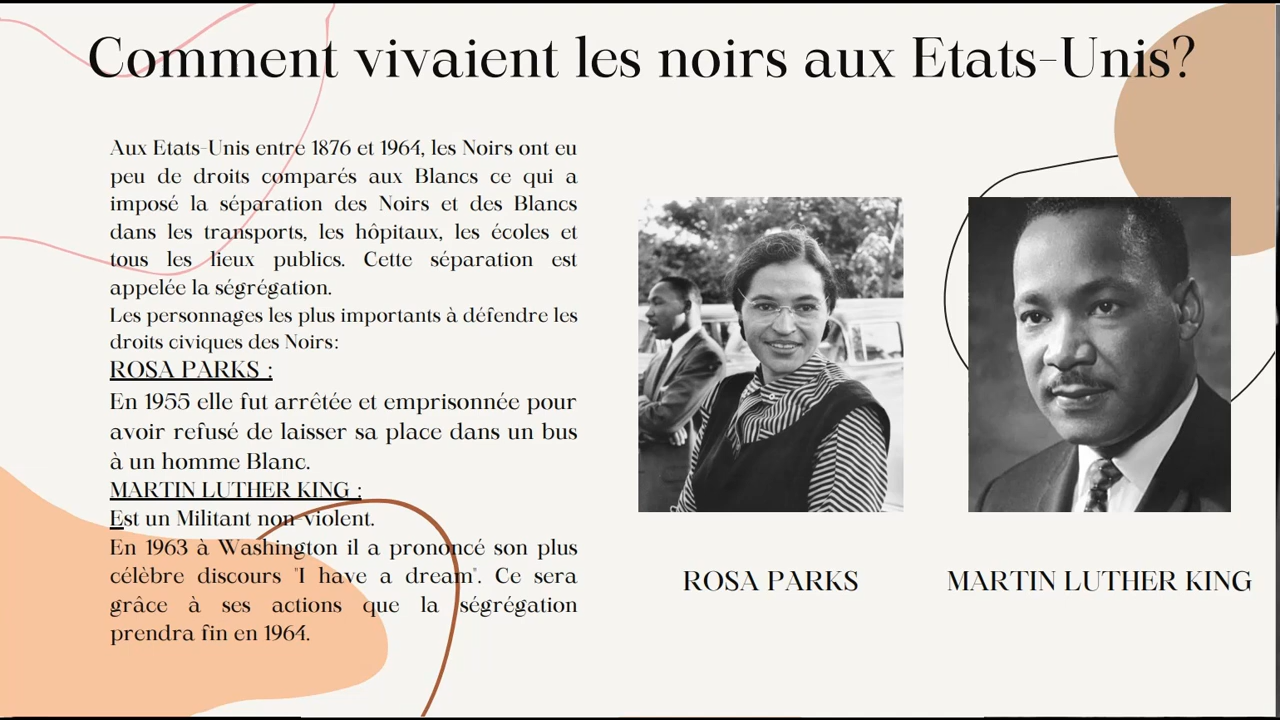 Comment vivaient les noirs aux Etats-Unis?
Aux Etats-Unis entre 1876 et 1964, les Noirs ont eu
peu de droits comparés aux Blancs ce qui a
imposé la séparation des Noirs et des Blancs
dans les transports, les hôpitaux, les écoles et
tous les lieux publics. Cette séparation est
appelée la ségrégation.
Les personnages les plus importants à défendre les
droits civiques des Noirs:
ROSA PARKS :
En 1955 elle fut arrêtée et emprisonnée pour
avoir refusé de laisser sa place dans un bus
à un homme Blanc.
MARTIN LUTHER KING :
Est un Militant non-violent.
En 1963 à Washington il a prononcé son plus
célèbre discours "I have a dream". Ce sera
grâce à ses actions que la ségrégation
prendra fin en 1964.
ROSA PARKS
MARTIN LUTHER KING